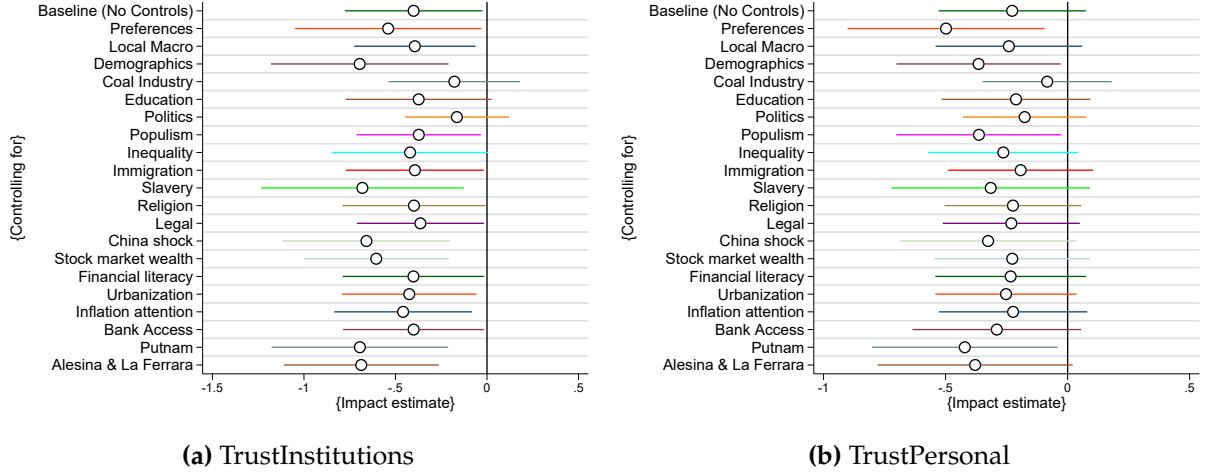 {Controlling for}
Baseline (No Controls)
Preferences
Local Macro
Demographics
Coal Industry
Education
Politics
Populism
Inequality
Immigration
Slavery
Religion
Legal
China shock
Stock market wealth
Financial literacy
Urbanization
Inflation attention
Bank Access
Putnam
Alesina & La Ferrara
-1.5 -1 -.5 0 .5
{Impact estimate}
(a) TrustInstitutions
{Controlling for}
Baseline (No Controls)
Preferences
Local Macro
Demographics
Coal Industry
Education
Politics
Populism
Inequality
Immigration
Slavery
Religion
Legal
China shock
Stock market wealth
Financial literacy
Urbanization
Inflation attention
Bank Access
Putnam
Alesina & La Ferrara
-1 -.5 0 .5
{Impact estimate}
(b) TrustPersonal